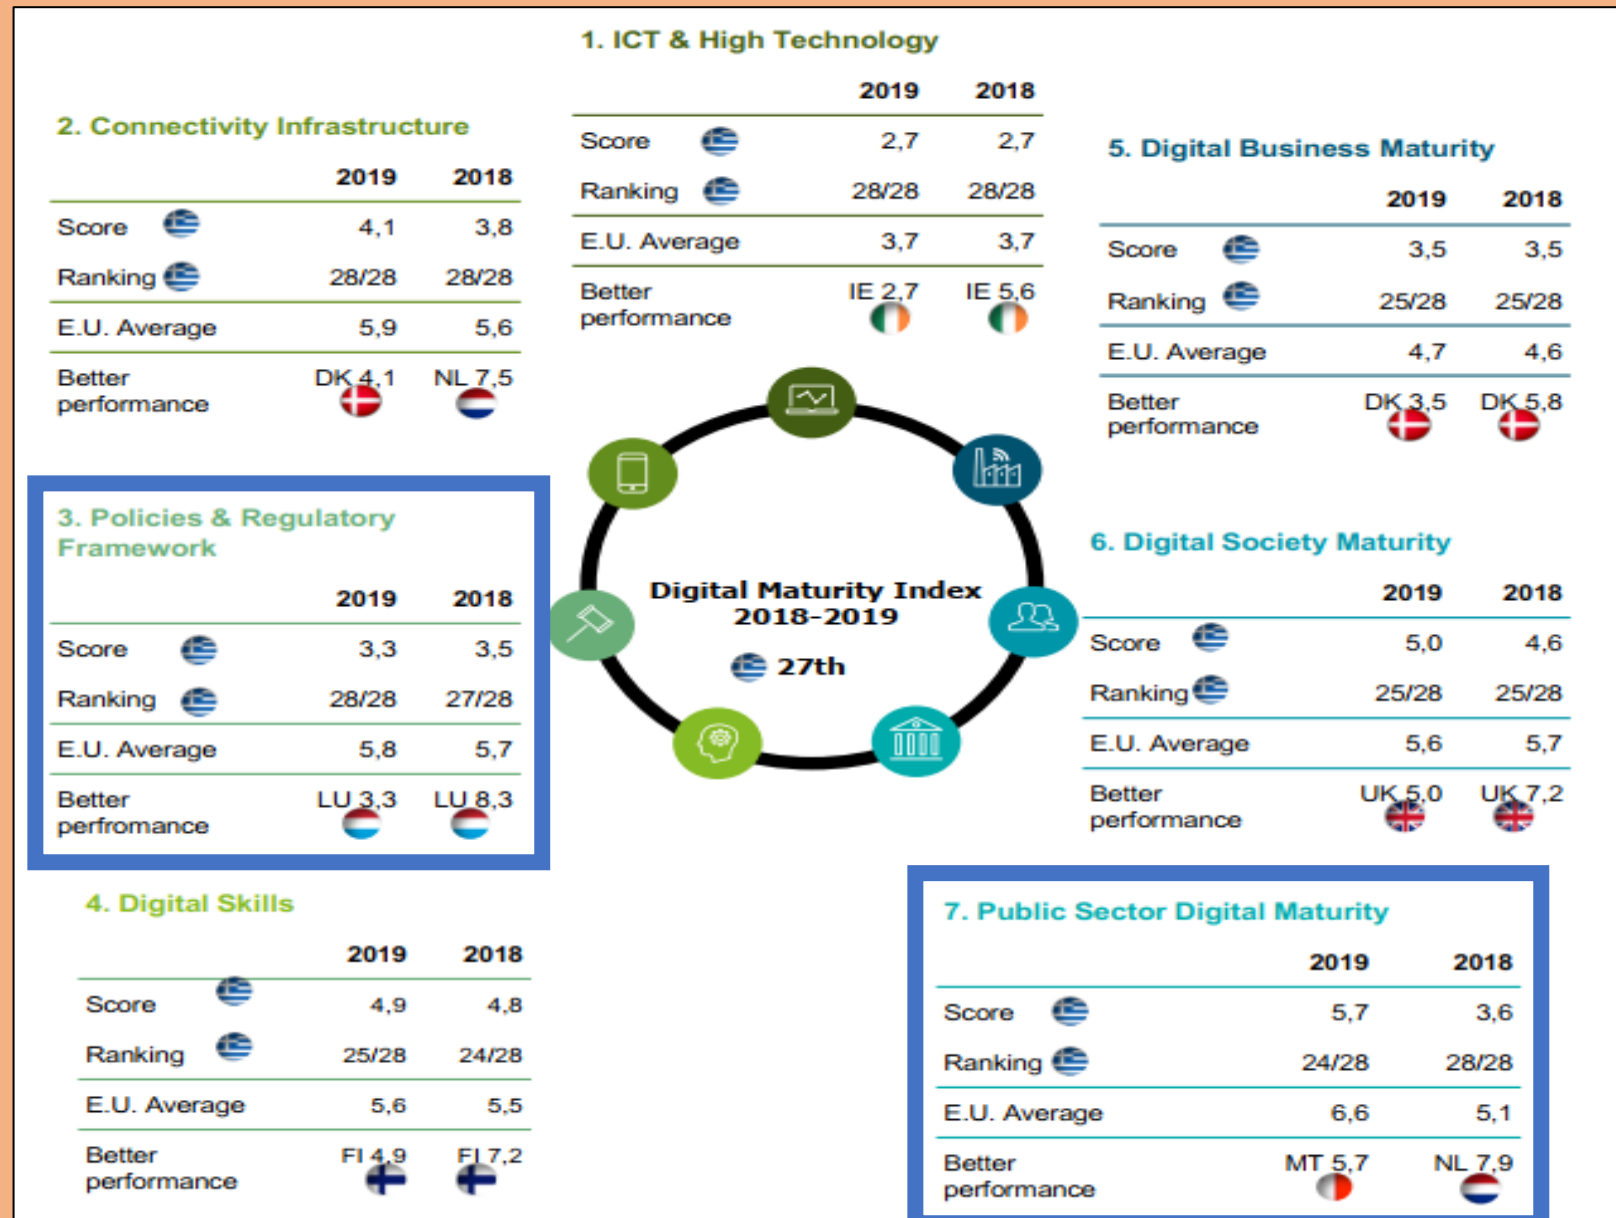 1. ICT & High Technology
2019 2018
Score 2,7 2,7
Ranking 28/28 28/28
E.U. Average 3,7 3,7
Better IE 2,7 IE 5,6
performance
2. Connectivity Infrastructure
2019 2018
Score 4,1 3,8
Ranking 28/28 28/28
E.U. Average 5,9 5,6
Better DK 4,1 NL 7,5
performance
3. Policies & Regulatory
Framework
2019 2018
Score 3,3 3,5
Ranking 28/28 27/28
E.U. Average 5,8 5,7
Better LU 3,3 LU 8,3
perfromance
4. Digital Skills
2019 2018
Score 4,9 4,8
Ranking 25/28 24/28
E.U. Average 5,6 5,5
Better FI 4,9 FI 7,2
performance
Digital Maturity Index
2018-2019
27th
5. Digital Business Maturity
2019 2018
Score 3,5 3,5
Ranking 25/28 25/28
E.U. Average 4,7 4,6
Better DK 3,5 DK 5,8
performance
6. Digital Society Maturity
2019 2018
Score 5,0 4,6
Ranking 25/28 25/28
E.U. Average 5,6 5,7
Better UK 5,0 UK 7,2
performance
7. Public Sector Digital Maturity
2019 2018
Score 5,7 3,6
Ranking 24/28 28/28
E.U. Average 6,6 5,1
Better MT 5,7 NL 7,9
performance